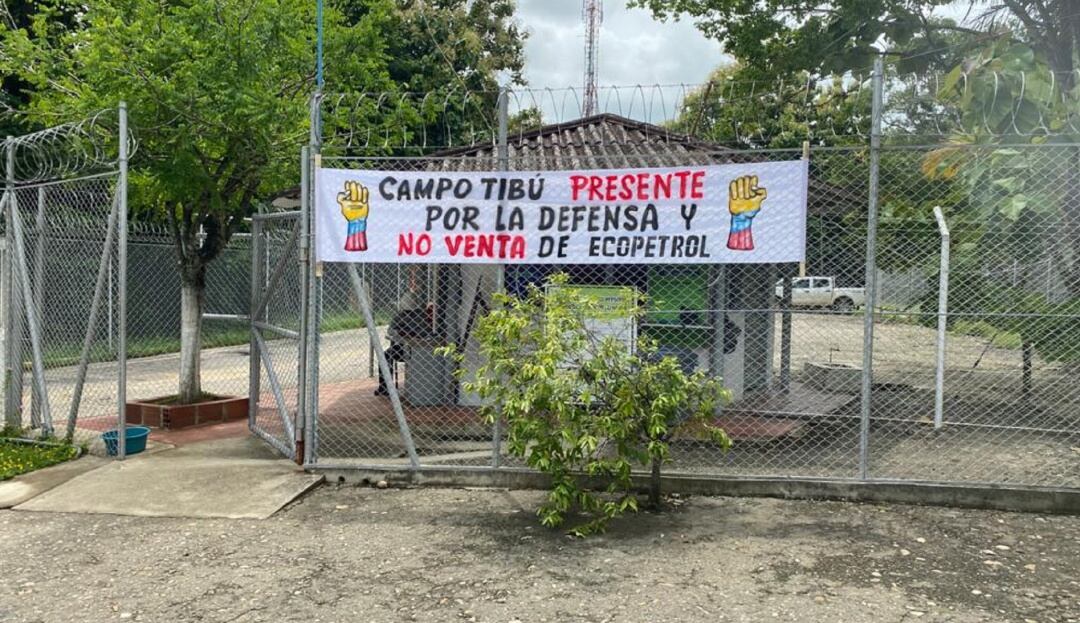 CAMPO TIBÚ PRESENTE
POR LA DEFENSA Y
NO VENTA DE ECOPETROL